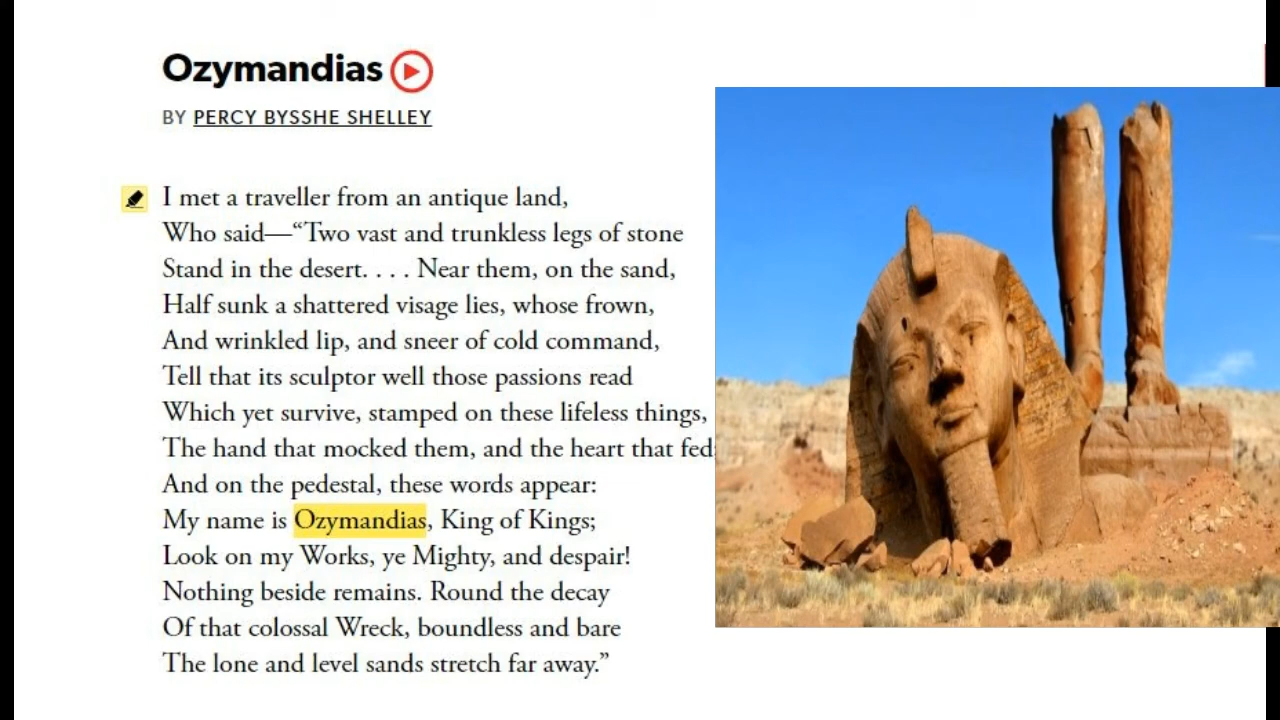 Ozymandias
BY PERCY BYSSHE SHELLEY
I met a traveller from an antique land,
Who said—“Two vast and trunkless legs of stone
Stand in the desert. . . . Near them, on the sand,
Half sunk a shattered visage lies, whose frown,
And wrinkled lip, and sneer of cold command,
Tell that its sculptor well those passions read
Which yet survive, stamped on these lifeless things,
The hand that mocked them, and the heart that fed;
And on the pedestal, these words appear:
My name is Ozymandias, King of Kings;
Look on my Works, ye Mighty, and despair!
Nothing beside remains. Round the decay
Of that colossal Wreck, boundless and bare
The lone and level sands stretch far away.”